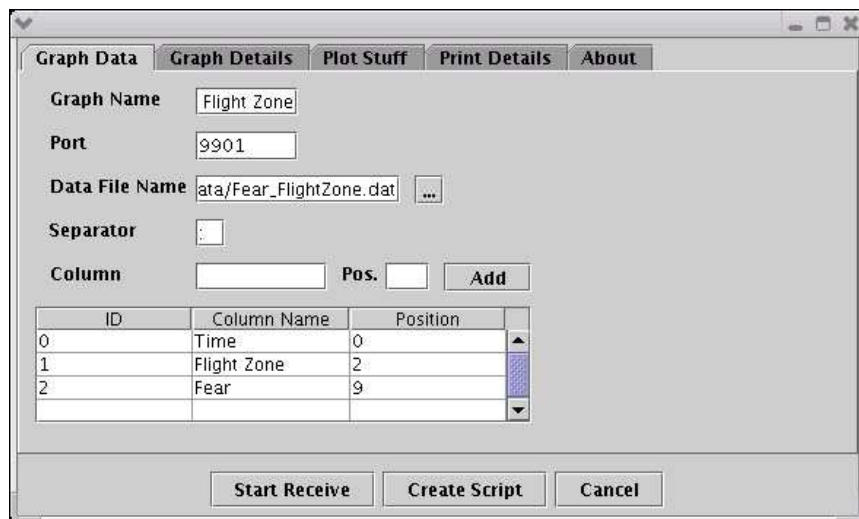 Graph Data Graph Details Plot Stuff Print Details About
Graph Name Flight Zone
Port 9901
Data File Name ata/Fear_FlightZone.dat ...
Separator :
Column Pos. Add
ID Column Name Position
0 Time 0
1 Flight Zone 2
2 Fear 9
Start Receive Create Script Cancel